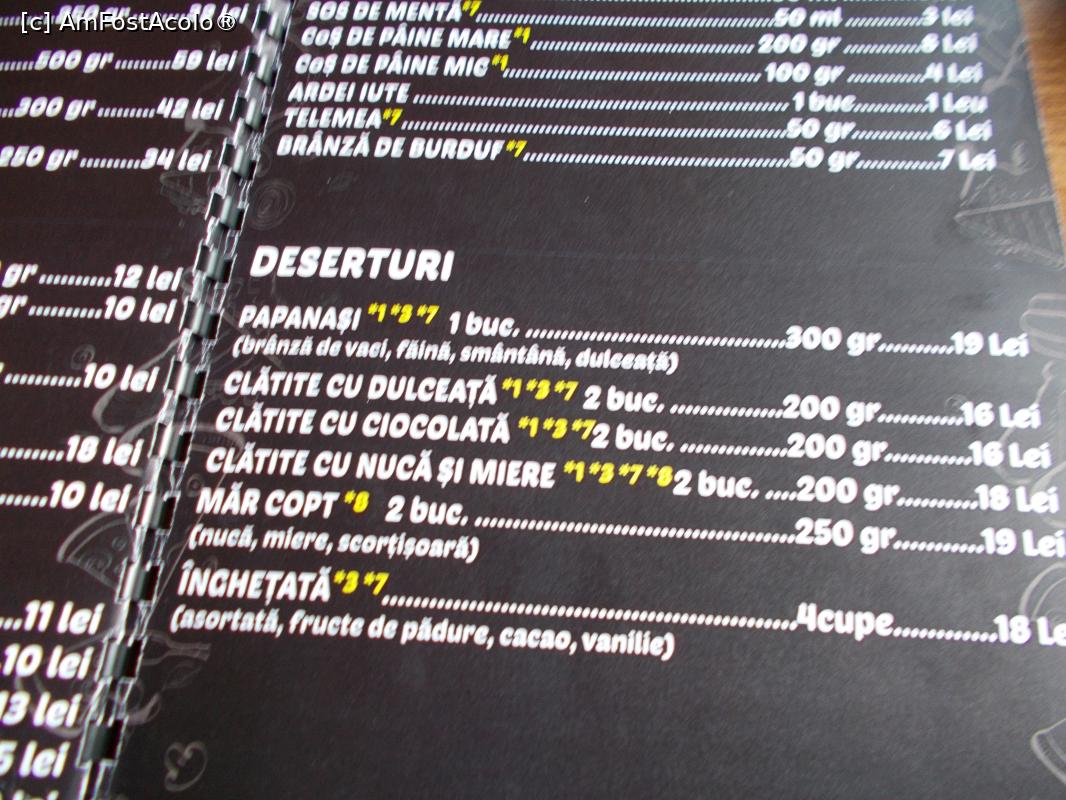 [c] AmFostAcolo®
850 gr.........98 lei
.......500 gr.........59 lei
...300 gr.........42 lei
250 gr.........34 lei
gr..........12 lei
gr..........10 lei
..........10 lei
.........18 lei
.........10 lei
...11 lei
.10 lei
13 lei
5 lei
SOS DE MENTĂ*7..........50 ml...........3 lei
COȘ DE PÂINE MARE*1..........200 gr...........8 Lei
COȘ DE PÂINE MIC*1..........100 gr...........4 Lei
ARDEI IUTE..........1 buc...........1 Leu
TELEMEA*7..........50 gr............6 Lei
BRÂNZĂ DE BURDUF*7..........50 gr............7 Lei
DESERTURI
PAPANAȘI *1 *3 *7 1 buc. ..........300 gr..........19 Lei
(brânză de vaci, făină, smântână, dulceață)
CLĂTITE CU DULCEAȚĂ *1 *3 *7 2 buc. ..........200 gr...........16 Lei
CLĂTITE CU CIOCOLATĂ *1 *3 *7 2 buc. ..........200 gr...........16 Lei
CLĂTITE CU NUCĂ ȘI MIERE *1 *3 *7 *8 2 buc. ....200 gr..........18 Lei
MĂR COPT *8 2 buc. ..........250 gr...........19 Lei
(nucă, miere, scorțișoară)
ÎNGHEȚATĂ*3 *7..........4cupe............18 Le
(asortată, fructe de pădure, cacao, vanilie)